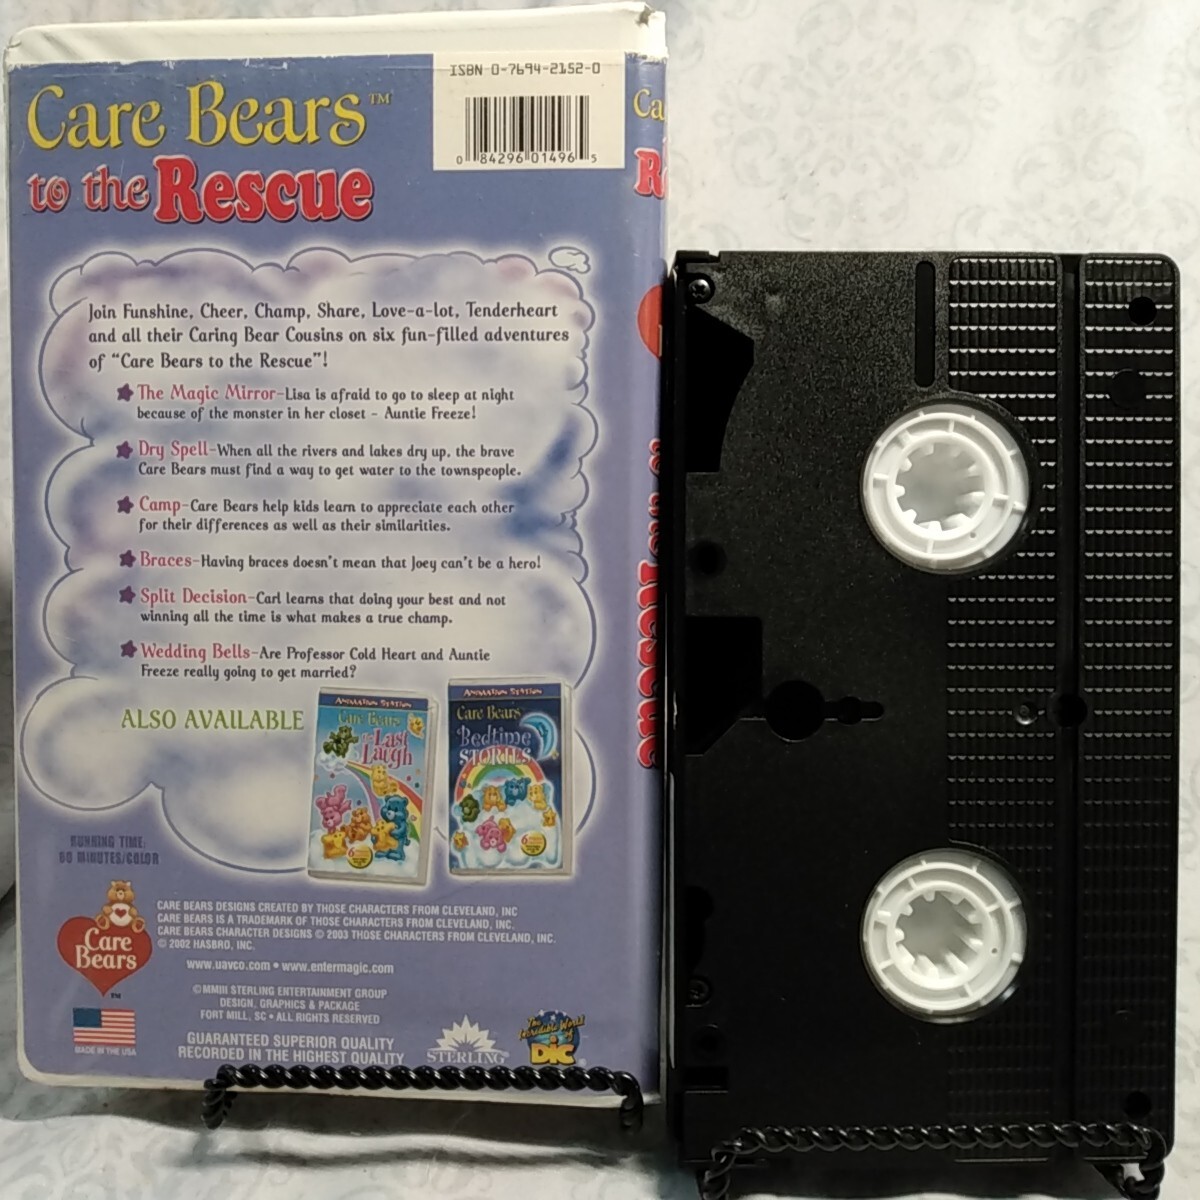 ISBN 0-7694-2152-0
0 84296 01496 5
Care Bears™
to the Rescue
Join Funshine, Cheer, Champ, Share, Love-a-lot, Tenderheart
and all their Caring Bear Cousins on six fun-filled adventures
of "Care Bears to the Rescue"!
The Magic Mirror-Lisa is afraid to go to sleep at night
because of the monster in her closet - Auntie Freeze!
Dry Spell-When all the rivers and lakes dry up, the brave
Care Bears must find a way to get water to the townspeople.
Camp-Care Bears help kids learn to appreciate each other
for their differences as well as their similarities.
Braces-Having braces doesn't mean that Joey can't be a hero!
Split Decision-Carl learns that doing your best and not
winning all the time is what makes a true champ.
Wedding Bells-Are Professor Cold Heart and Auntie
Freeze really going to get married?
ALSO AVAILABLE
ANIMATION STATION
Care Bears
Last
Laugh
6
ANIMATION STATION
Care Bears
Bedtime
STORIES
6
RUNNING TIME:
60 MINUTES/COLOR
Care
Bears
™
CARE BEARS DESIGNS CREATED BY THOSE CHARACTERS FROM CLEVELAND, INC
CARE BEARS IS A TRADEMARK OF THOSE CHARACTERS FROM CLEVELAND, INC.
CARE BEARS CHARACTER DESIGNS © 2003 THOSE CHARACTERS FROM CLEVELAND, INC.
© 2002 HASBRO, INC.
www.uavco.com • www.entermagic.com
©MMIII STERLING ENTERTAINMENT GROUP
DESIGN, GRAPHICS & PACKAGE
FORT MILL, SC • ALL RIGHTS RESERVED
MADE IN THE USA
GUARANTEED SUPERIOR QUALITY
RECORDED IN THE HIGHEST QUALITY
STERLING®
The
Incredible World
of
DiC®
Ca
R
to the Rescue